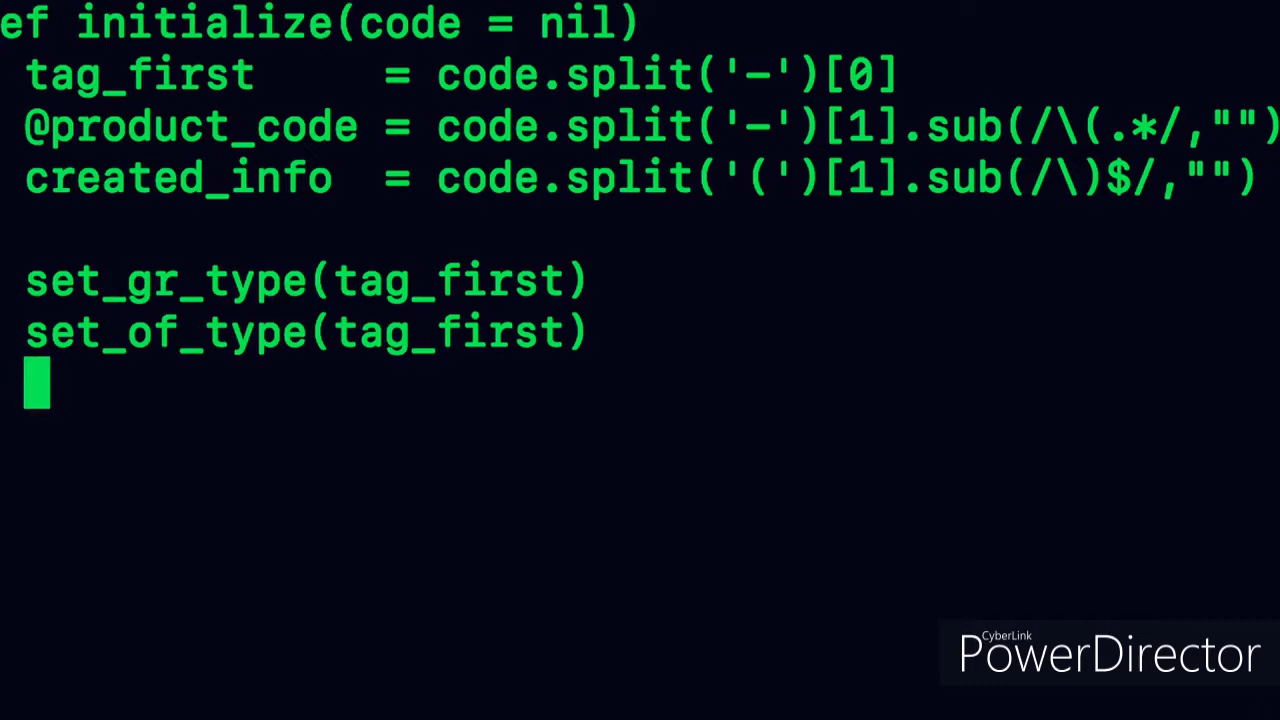 ef initialize(code = nil)
tag_first     = code.split('-')[0]
@product_code = code.split('-')[1].sub(/\(.*/,"")
created_info  = code.split('(')[1].sub(/\)$/,"")
set_gr_type(tag_first)
set_of_type(tag_first)
CyberLink
PowerDirector